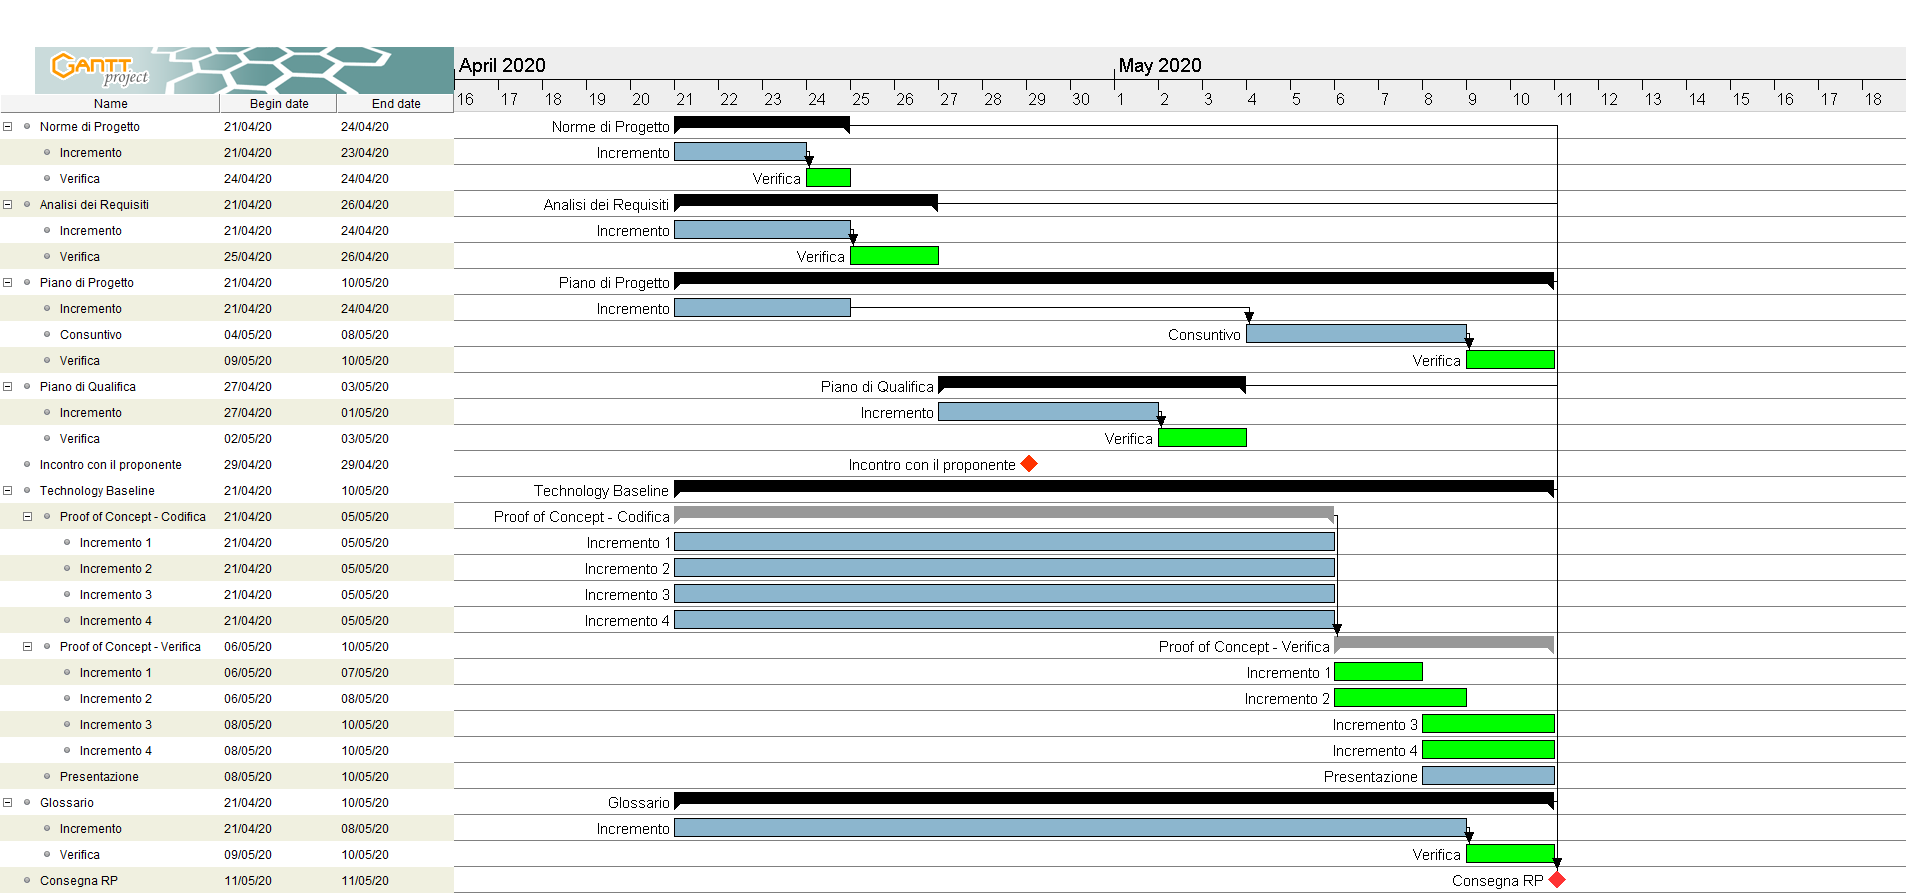 GANTT
project
April 2020 May 2020
Name Begin date End date 16 17 18 19 20 21 22 23 24 25 26 27 28 29 30 1 2 3 4 5 6 7 8 9 10 11 12 13 14 15 16 17 18
Norme di Progetto 21/04/20 24/04/20 Norme di Progetto
Incremento 21/04/20 23/04/20 Incremento
Verifica 24/04/20 24/04/20 Verifica
Analisi dei Requisiti 21/04/20 26/04/20 Analisi dei Requisiti
Incremento 21/04/20 24/04/20 Incremento
Verifica 25/04/20 26/04/20 Verifica
Piano di Progetto 21/04/20 10/05/20 Piano di Progetto
Incremento 21/04/20 24/04/20 Incremento
Consuntivo 04/05/20 08/05/20 Consuntivo
Verifica 09/05/20 10/05/20 Verifica
Piano di Qualifica 27/04/20 03/05/20 Piano di Qualifica
Incremento 27/04/20 01/05/20 Incremento
Verifica 02/05/20 03/05/20 Verifica
Incontro con il proponente 29/04/20 29/04/20 Incontro con il proponente
Technology Baseline 21/04/20 10/05/20 Technology Baseline
Proof of Concept - Codifica 21/04/20 05/05/20 Proof of Concept - Codifica
Incremento 1 21/04/20 05/05/20 Incremento 1
Incremento 2 21/04/20 05/05/20 Incremento 2
Incremento 3 21/04/20 05/05/20 Incremento 3
Incremento 4 21/04/20 05/05/20 Incremento 4
Proof of Concept - Verifica 06/05/20 10/05/20 Proof of Concept - Verifica
Incremento 1 06/05/20 07/05/20 Incremento 1
Incremento 2 06/05/20 08/05/20 Incremento 2
Incremento 3 08/05/20 10/05/20 Incremento 3
Incremento 4 08/05/20 10/05/20 Incremento 4
Presentazione 08/05/20 10/05/20 Presentazione
Glossario 21/04/20 10/05/20 Glossario
Incremento 21/04/20 08/05/20 Incremento
Verifica 09/05/20 10/05/20 Verifica
Consegna RP 11/05/20 11/05/20 Consegna RP